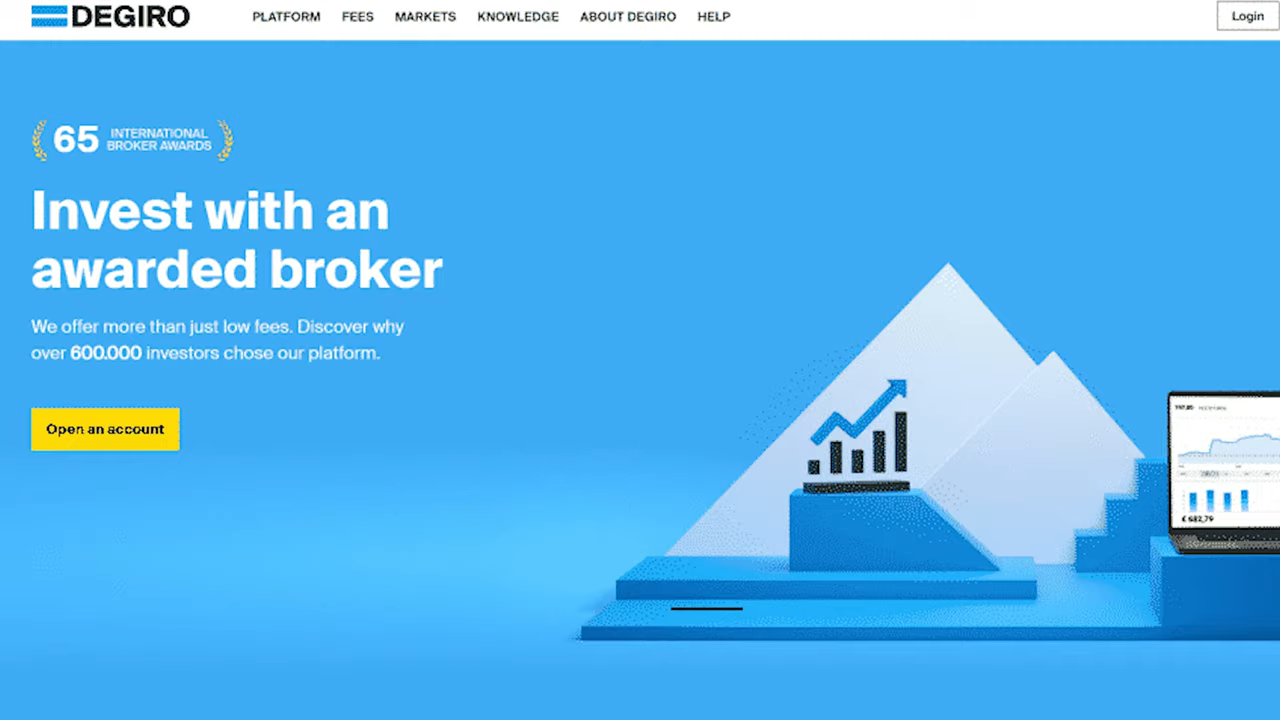 DEGIRO
PLATFORM FEES MARKETS KNOWLEDGE ABOUT DEGIRO HELP
Login
65 INTERNATIONAL
BROKER AWARDS
Invest with an
awarded broker
We offer more than just low fees. Discover why
over 600.000 investors chose our platform.
Open an account
€ 682,79